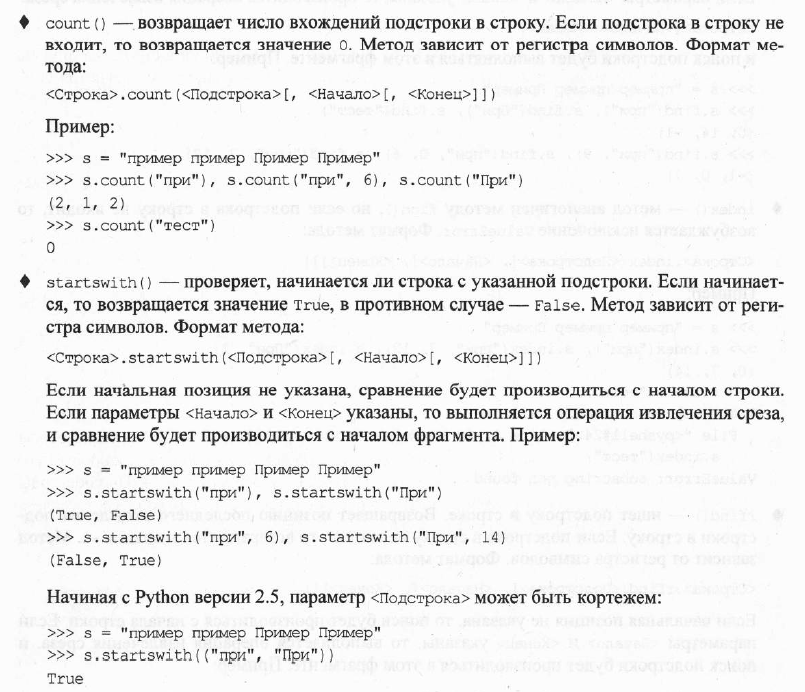 ♦ count() — возвращает число вхождений подстроки в строку. Если подстрока в строку не
входит, то возвращается значение 0. Метод зависит от регистра символов. Формат ме-
тода:
<Строка>.count(<Подстрока>[, <Начало>[, <Конец>]])
Пример:
>>> s = "пример пример Пример Пример"
>>> s.count("при"), s.count("при", 6), s.count("При")
(2, 1, 2)
>>> s.count("тест")
0
♦ startswith() — проверяет, начинается ли строка с указанной подстроки. Если начинает-
ся, то возвращается значение True, в противном случае — False. Метод зависит от реги-
стра символов. Формат метода:
<Строка>.startswith(<Подстрока>[, <Начало>[, <Конец>]])
Если начальная позиция не указана, сравнение будет производиться с началом строки.
Если параметры <Начало> и <Конец> указаны, то выполняется операция извлечения среза,
и сравнение будет производиться с началом фрагмента. Пример:
>>> s = "пример пример Пример Пример"
>>> s.startswith("при"), s.startswith("При")
(True, False)
>>> s.startswith("при", 6), s.startswith("При", 14)
(False, True)
Начиная с Python версии 2.5, параметр <Подстрока> может быть кортежем:
>>> s = "пример пример Пример Пример"
>>> s.startswith(("при", "При"))
True